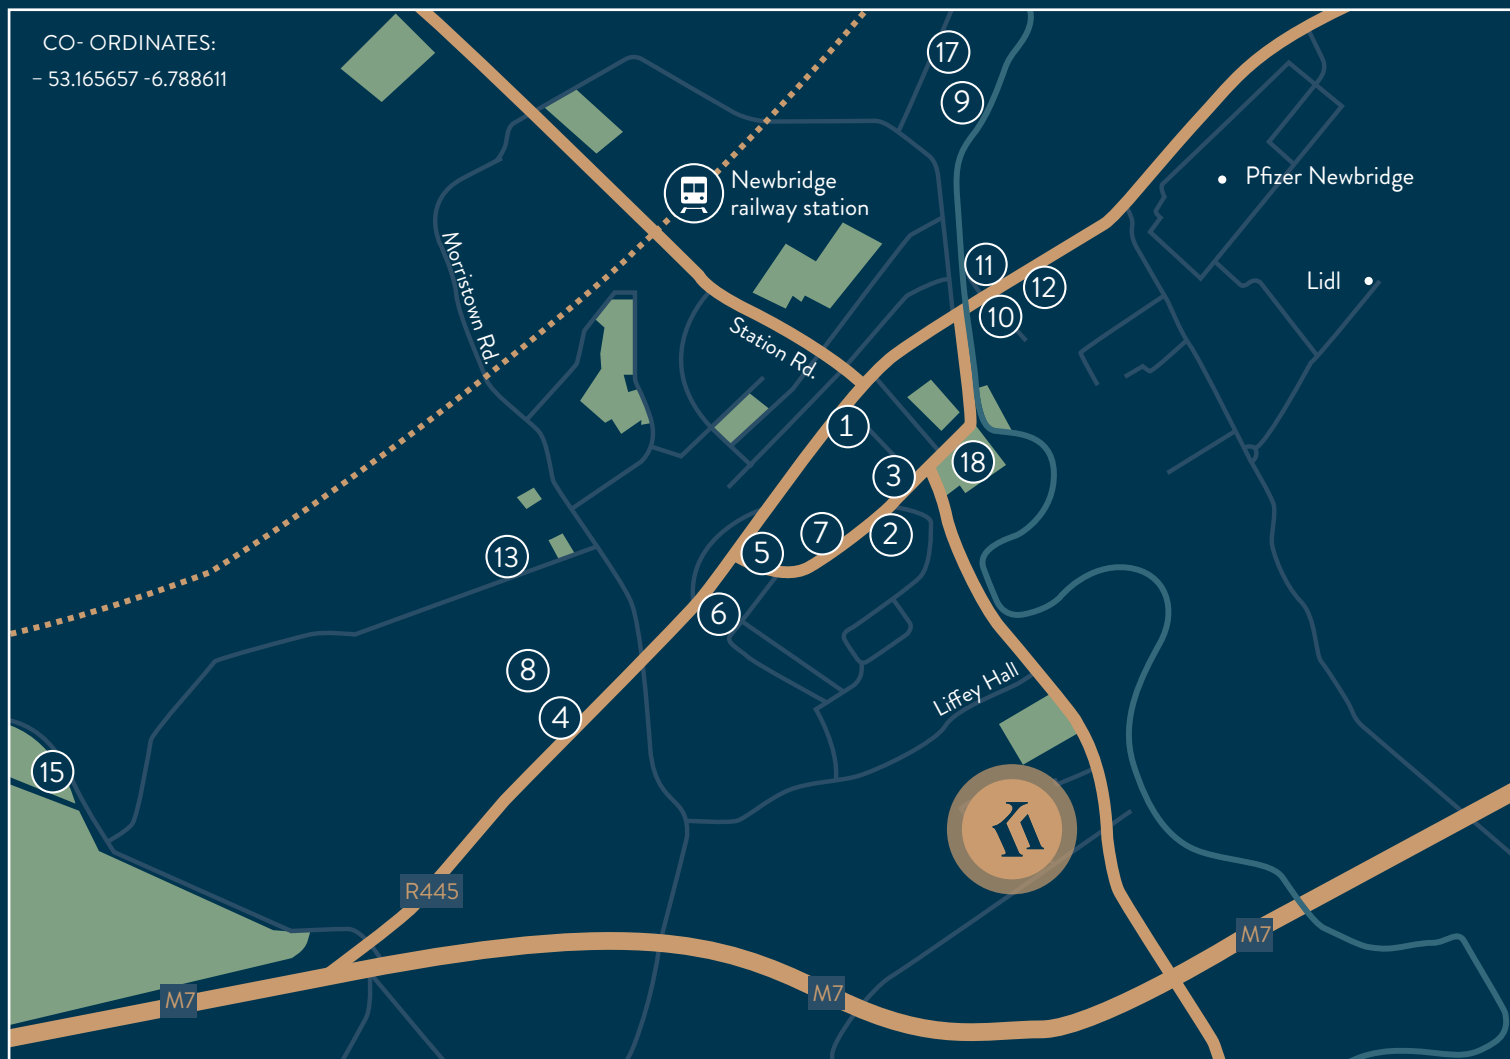 CO- ORDINATES:
– 53.165657 -6.788611
17
9
Pfizer Newbridge
Newbridge
railway station
Morristown Rd.
11
12
10
Lidl
Station Rd.
1
3
18
7
2
5
13
6
8
4
Liffey Hall
15
R445
M7
M7
M7